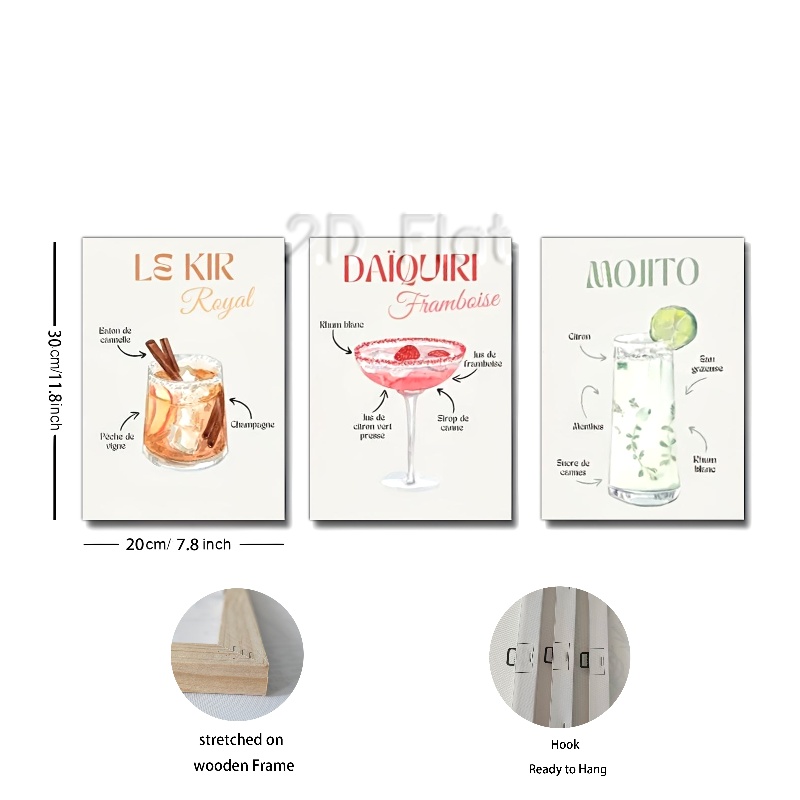 2D Flat
LE KIR
Royal
Baton de
cannelle
Champagne
Pêche de
vigne
DAÏQUIRI
Framboise
Rhum blanc
Jus de
framboise
Jus de
citron vert
presse
Sirop de
canne
MOJITO
Citron
Eau
gazeuse
Menthes
Sucre de
cannes
Rhum
blanc
30cm/11.8inch
20cm/ 7.8 inch
stretched on
wooden Frame
Hook
Ready to Hang